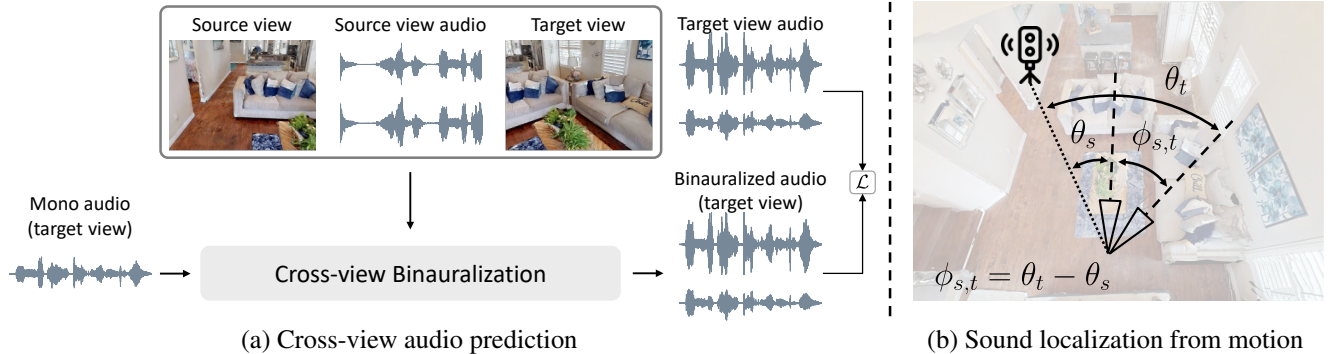 Source view
Source view audio
Target view
Target view audio
Mono audio
(target view)
Cross-view Binauralization
Binauralized audio
(target view)
ℒ
(a) Cross-view audio prediction
θ_t
θ_s
ϕ_{s,t}
ϕ_{s,t} = θ_t − θ_s
(b) Sound localization from motion